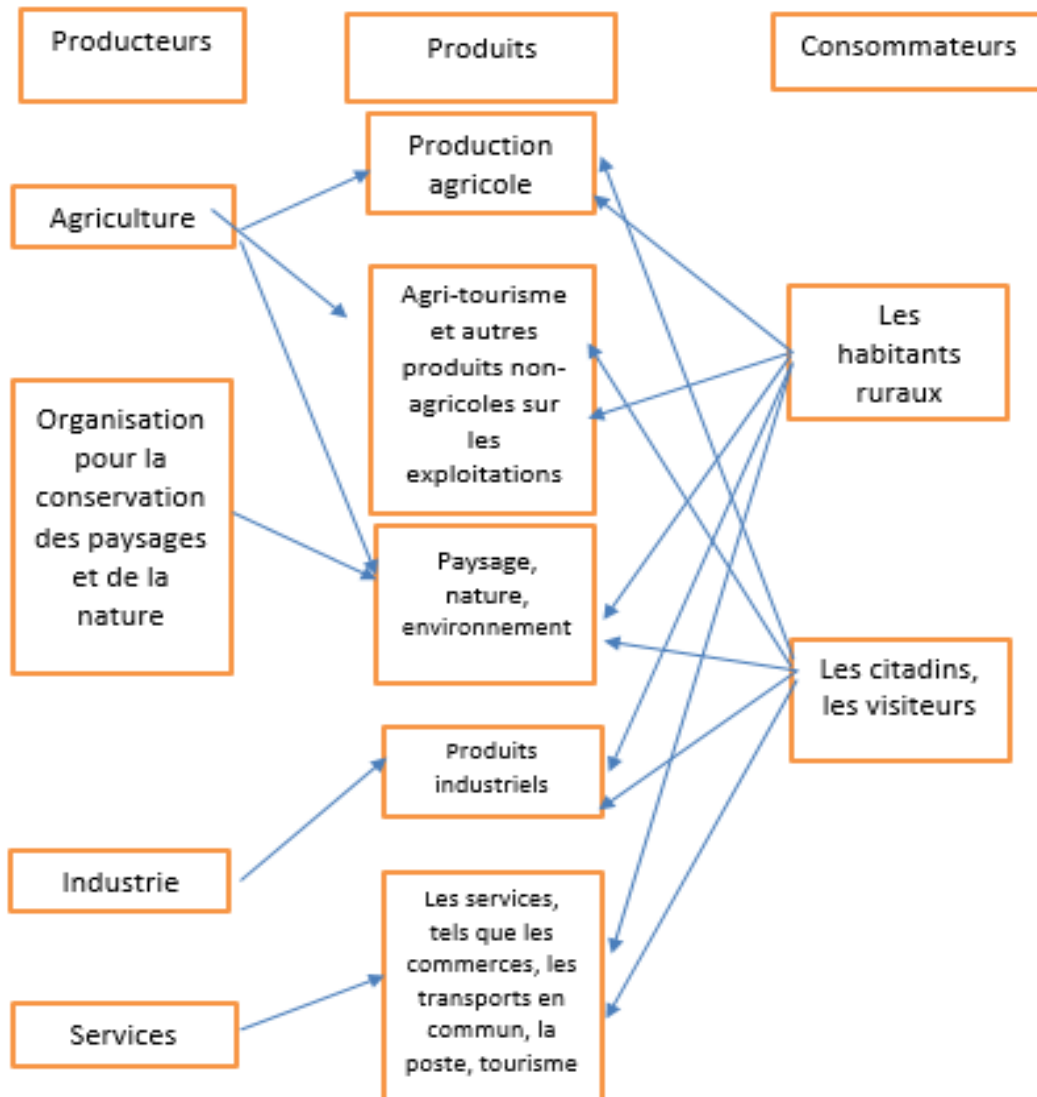 Producteurs
Produits
Consommateurs
Production
agricole
Agriculture
Agri-tourisme
et autres
produits non-
agricoles sur
les
exploitations
Les
habitants
ruraux
Organisation
pour la
conservation
des paysages
et de la
nature
Paysage,
nature,
environnement
Les citadins,
les visiteurs
Produits
industriels
Industrie
Les services,
tels que les
commerces, les
transports en
commun, la
poste, tourisme
Services